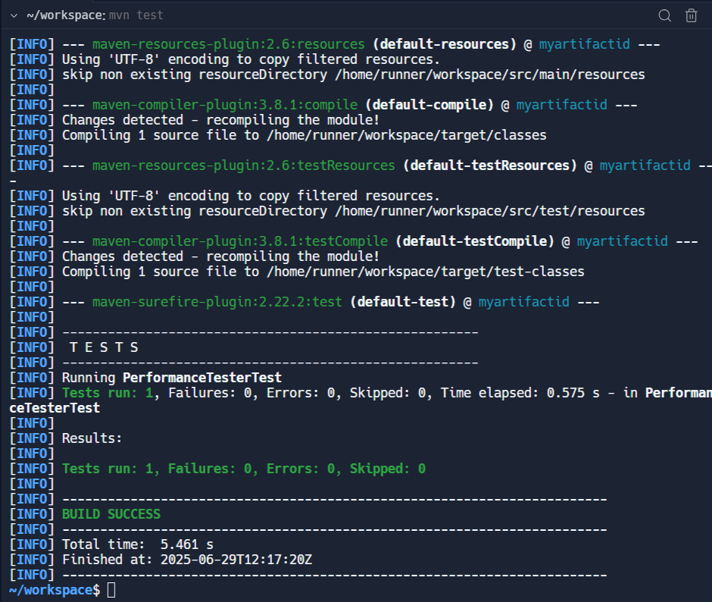 ~/workspace: mvn test
[INFO] --- maven-resources-plugin:2.6:resources (default-resources) @ myartifactid ---
[INFO] Using 'UTF-8' encoding to copy filtered resources.
[INFO] skip non existing resourceDirectory /home/runner/workspace/src/main/resources
[INFO]
[INFO] --- maven-compiler-plugin:3.8.1:compile (default-compile) @ myartifactid ---
[INFO] Changes detected - recompiling the module!
[INFO] Compiling 1 source file to /home/runner/workspace/target/classes
[INFO]
[INFO] --- maven-resources-plugin:2.6:testResources (default-testResources) @ myartifactid --
-
[INFO] Using 'UTF-8' encoding to copy filtered resources.
[INFO] skip non existing resourceDirectory /home/runner/workspace/src/test/resources
[INFO]
[INFO] --- maven-compiler-plugin:3.8.1:testCompile (default-testCompile) @ myartifactid ---
[INFO] Changes detected - recompiling the module!
[INFO] Compiling 1 source file to /home/runner/workspace/target/test-classes
[INFO]
[INFO] --- maven-surefire-plugin:2.22.2:test (default-test) @ myartifactid ---
[INFO]
[INFO] -------------------------------------------------------
[INFO]  T E S T S
[INFO] -------------------------------------------------------
[INFO] Running PerformanceTesterTest
[INFO] Tests run: 1, Failures: 0, Errors: 0, Skipped: 0, Time elapsed: 0.575 s - in Performan
ceTesterTest
[INFO]
[INFO] Results:
[INFO]
[INFO] Tests run: 1, Failures: 0, Errors: 0, Skipped: 0
[INFO]
[INFO] ------------------------------------------------------------------------
[INFO] BUILD SUCCESS
[INFO] ------------------------------------------------------------------------
[INFO] Total time:  5.461 s
[INFO] Finished at: 2025-06-29T12:17:20Z
[INFO] ------------------------------------------------------------------------
~/workspace$